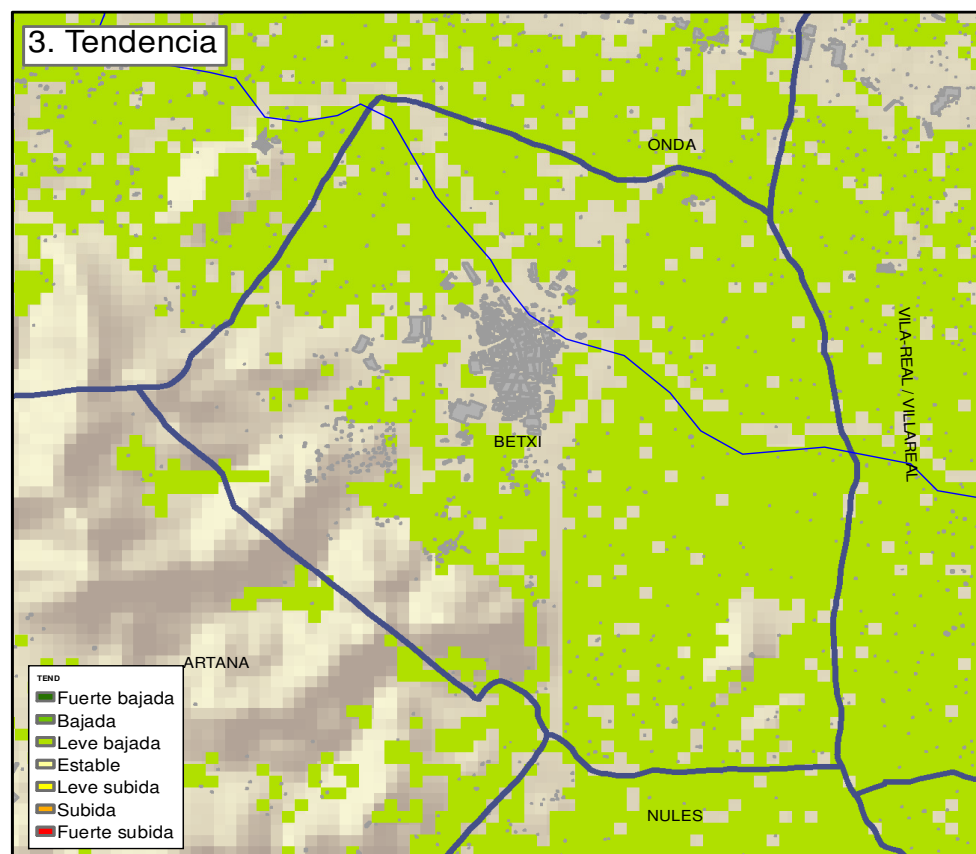 3. Tendencia
ONDA
VILA-REAL / VILLAREAL
BETXI
ARTANA
TEND
Fuerte bajada
Bajada
Leve bajada
Estable
Leve subida
Subida
Fuerte subida
NULES